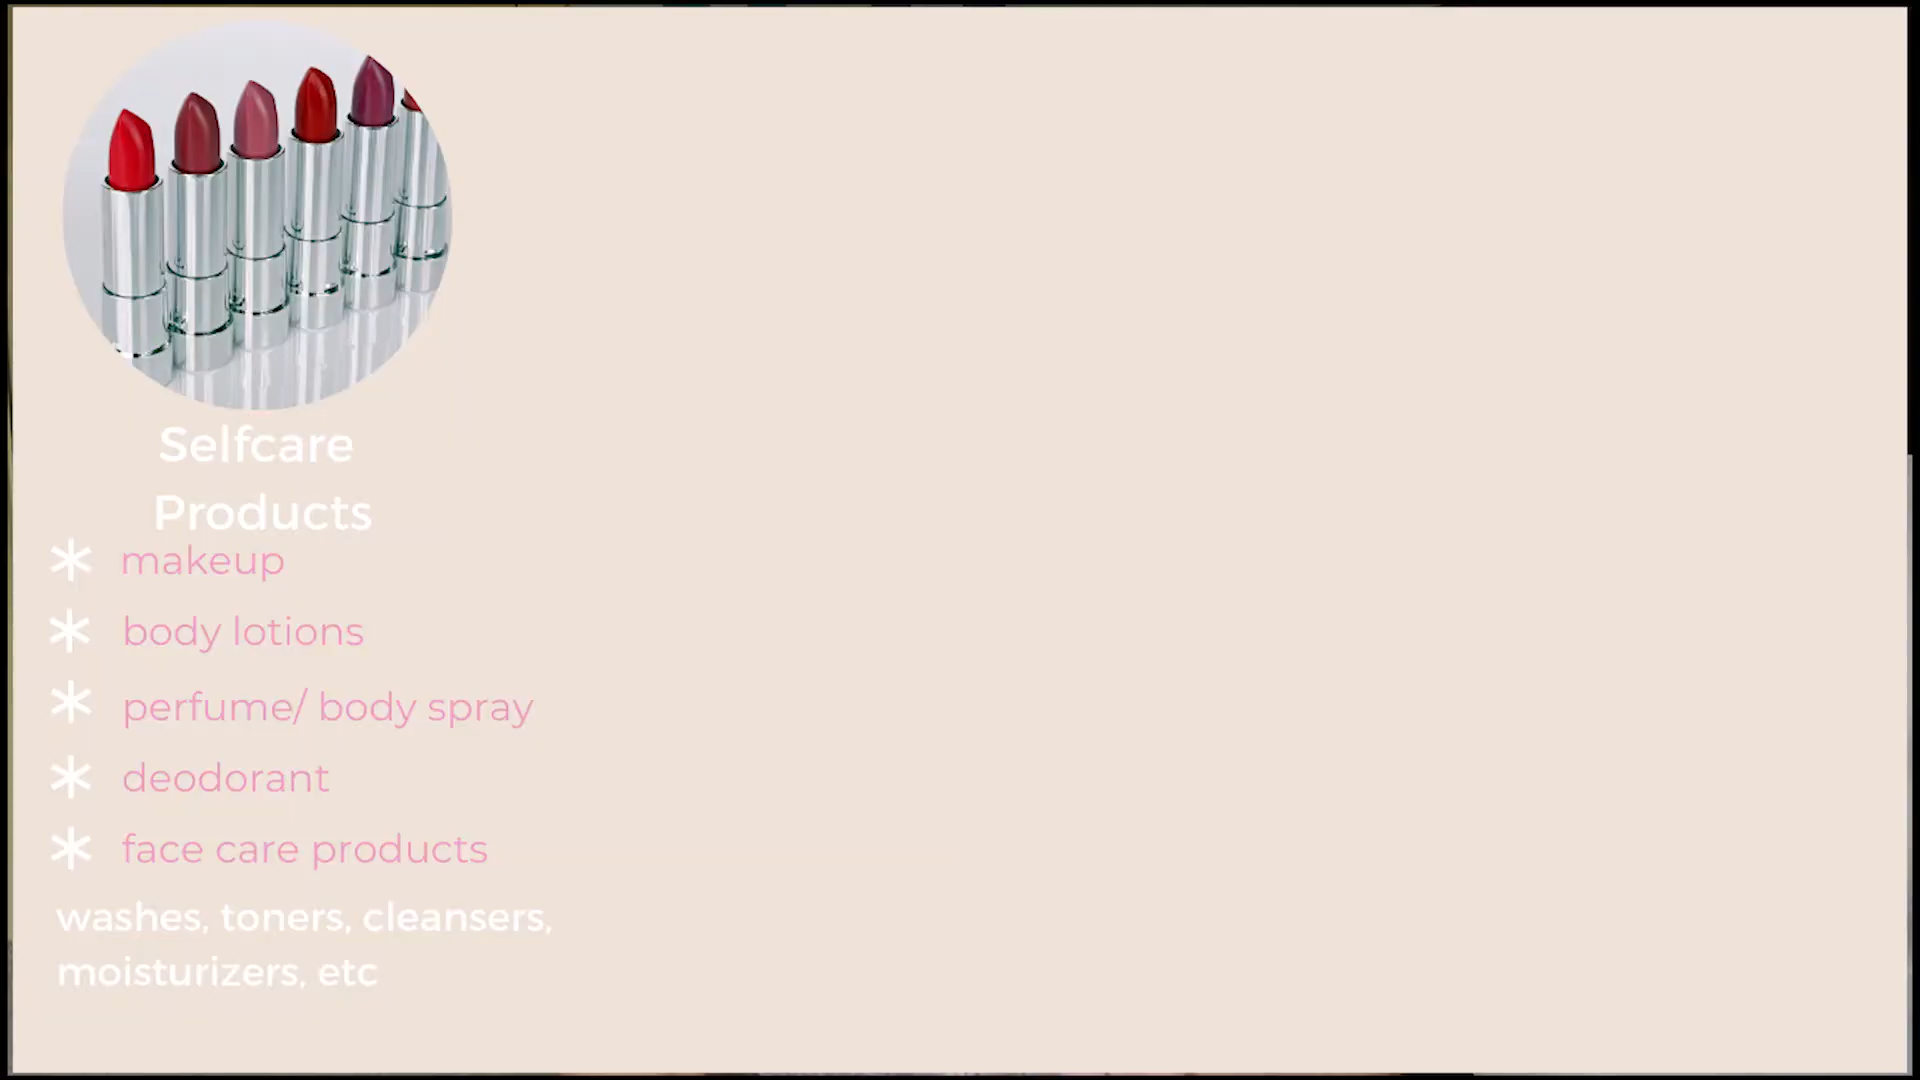 Selfcare
Products
* makeup
* body lotions
* perfume/ body spray
* deodorant
* face care products
washes, toners, cleansers,
moisturizers, etc